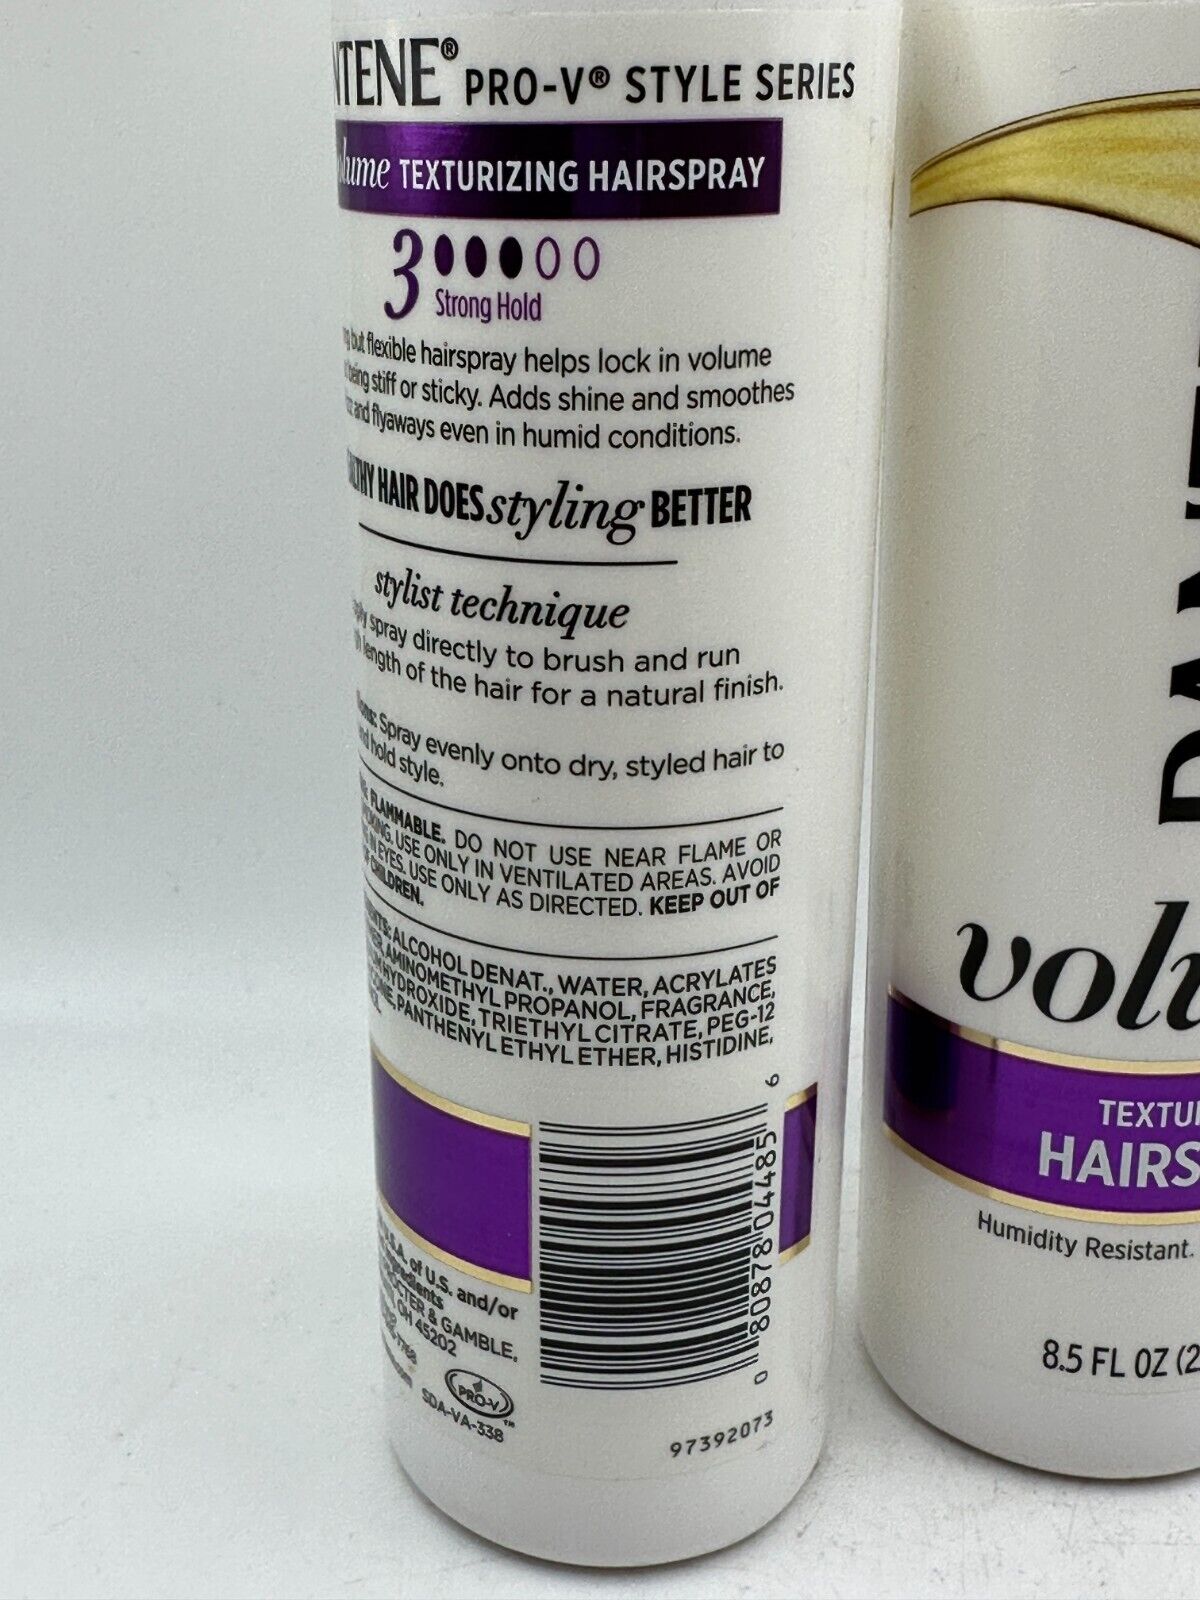 NTENE® PRO-V® STYLE SERIES
olume TEXTURIZING HAIRSPRAY
3
Strong Hold
but flexible hairspray helps lock in volume
being stiff or sticky. Adds shine and smoothes
and flyaways even in humid conditions.
LTHY HAIR DOES styling BETTER
stylist technique
spray directly to brush and run
length of the hair for a natural finish.
Spray evenly onto dry, styled hair to
hold style.
FLAMMABLE. DO NOT USE NEAR FLAME OR
USE ONLY IN VENTILATED AREAS. AVOID
IN EYES. USE ONLY AS DIRECTED. KEEP OUT OF
CHILDREN.
ALCOHOL DENAT., WATER, ACRYLATES
AMINOMETHYL PROPANOL, FRAGRANCE,
HYDROXIDE, TRIETHYL CITRATE, PEG-12
PANTHENYL ETHYL ETHER, HISTIDINE,
U.S.A. of U.S. and/or
ingredients
PROCTER & GAMBLE,
OH 45202
PRO-V™
SDA-VA-338
0 80878 04485 6
97392073
volu
TEXTU
HAIRS
Humidity Resistant.
8.5 FL OZ (2